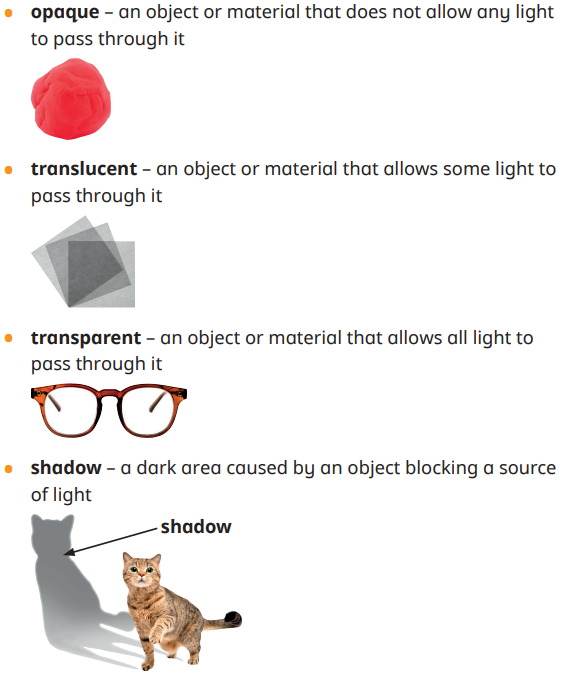 • opaque – an object or material that does not allow any light
to pass through it
• translucent – an object or material that allows some light to
pass through it
• transparent – an object or material that allows all light to
pass through it
• shadow – a dark area caused by an object blocking a source
of light
shadow